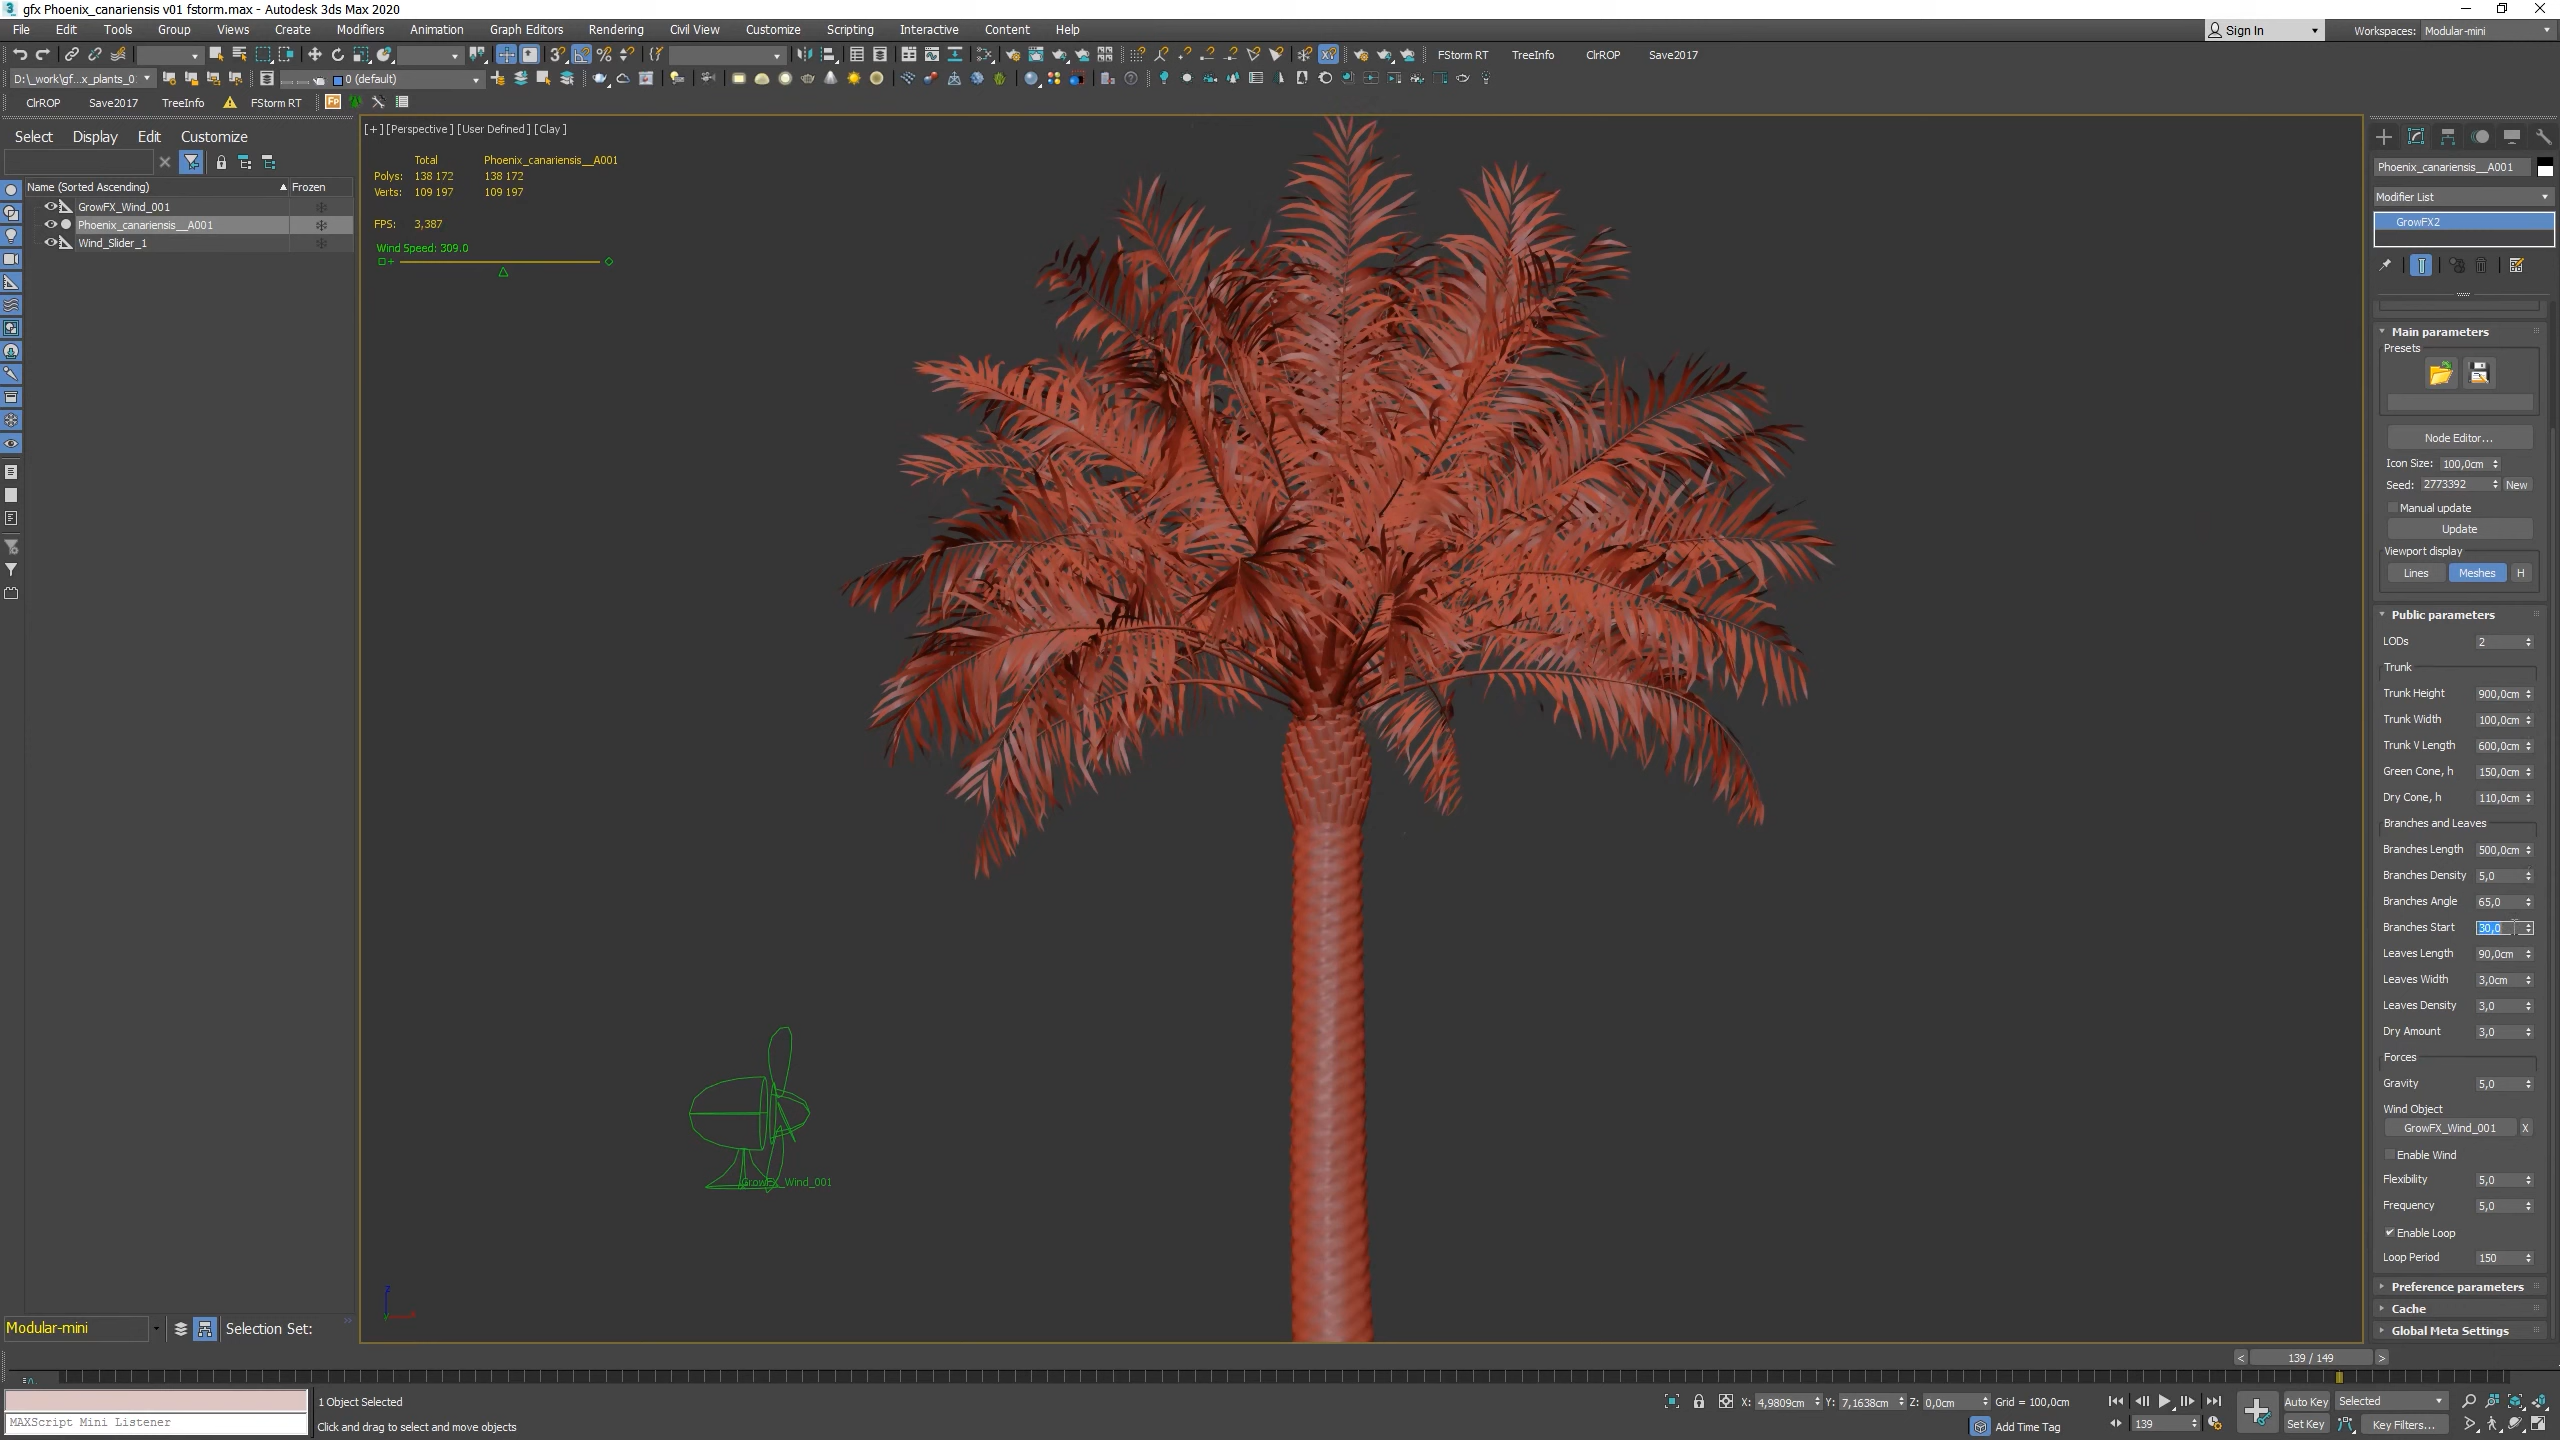 gfx Phoenix_canariensis v01 fstorm.max - Autodesk 3ds Max 2020
File Edit Tools Group Views Create Modifiers Animation Graph Editors Rendering Civil View Customize Scripting Interactive Content Help
Sign In
Workspaces: Modular-mini
FStorm RT TreeInfo ClrROP Save2017
D:\_work\gf...x_plants_0
0 (default)
ClrROP Save2017 TreeInfo FStorm RT
Select Display Edit Customize
Name (Sorted Ascending) Frozen
GrowFX_Wind_001
Phoenix_canariensis__A001
Wind_Slider_1
[+] [Perspective] [User Defined] [Clay]
Total Phoenix_canariensis__A001
Polys: 138 172 138 172
Verts: 109 197 109 197
FPS: 3,387
Wind Speed: 309.0
GrowFX_Wind_001
Phoenix_canariensis__A001
Modifier List
GrowFX2
Main parameters
Presets
Node Editor...
Icon Size: 100,0cm
Seed: 2773392 New
Manual update
Update
Viewport display
Lines Meshes H
Public parameters
LODs 2
Trunk
Trunk Height 900,0cm
Trunk Width 100,0cm
Trunk V Length 600,0cm
Green Cone, h 150,0cm
Dry Cone, h 110,0cm
Branches and Leaves
Branches Length 500,0cm
Branches Density 5,0
Branches Angle 65,0
Branches Start 30,0
Leaves Length 90,0cm
Leaves Width 3,0cm
Leaves Density 3,0
Dry Amount 3,0
Forces
Gravity 5,0
Wind Object
GrowFX_Wind_001 X
Enable Wind
Flexibility 5,0
Frequency 5,0
Enable Loop
Loop Period 150
Preference parameters
Cache
Global Meta Settings
Modular-mini
Selection Set:
< 139 / 149 >
1 Object Selected
MAXScript Mini Listener
Click and drag to select and move objects
X: 4,9809cm Y: 7,1638cm Z: 0,0cm Grid = 100,0cm
Add Time Tag
139
Auto Key Selected
Set Key Key Filters...